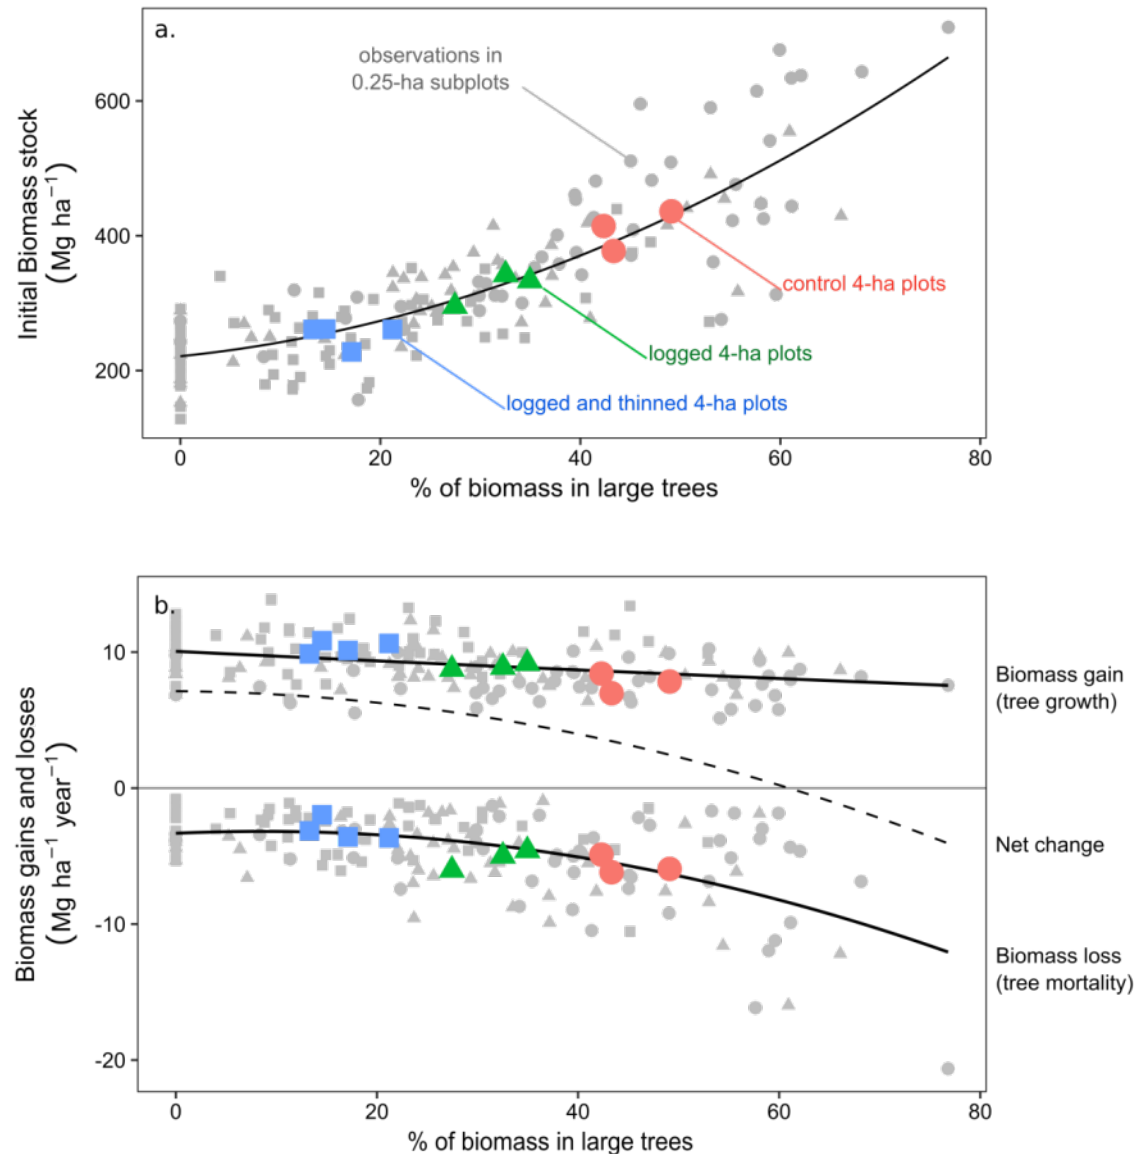 a.
observations in
0.25-ha subplots
600
400
200
Initial Biomass stock
(Mg ha⁻¹)
control 4-ha plots
logged 4-ha plots
logged and thinned 4-ha plots
0 20 40 60 80
% of biomass in large trees
b.
10
0
-10
-20
Biomass gains and losses
(Mg ha⁻¹ year⁻¹)
Biomass gain
(tree growth)
Net change
Biomass loss
(tree mortality)
0 20 40 60 80
% of biomass in large trees